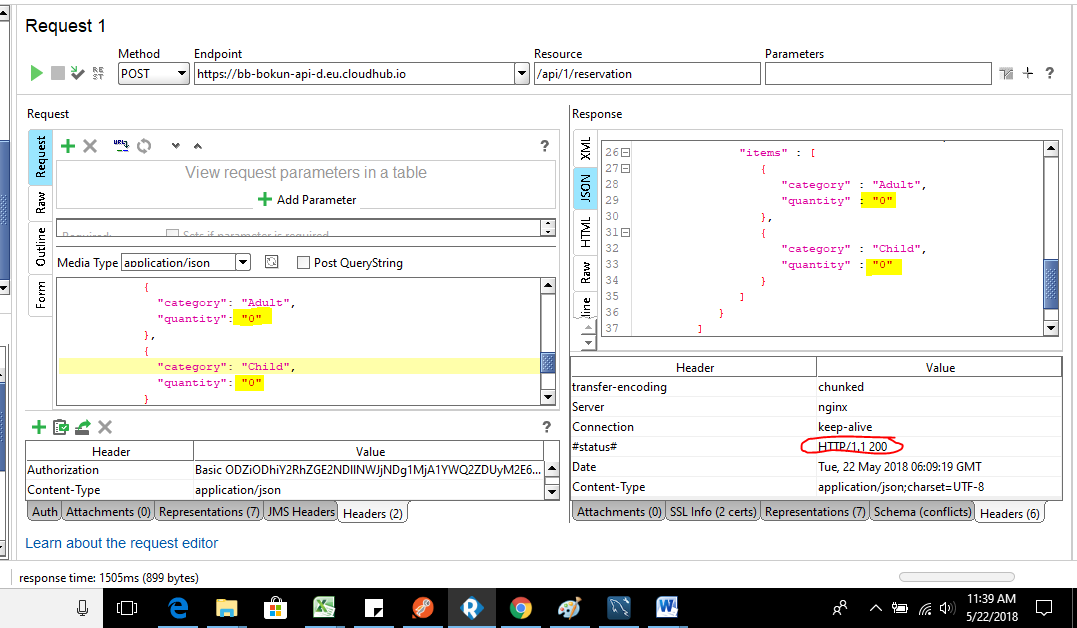 Request 1
Method Endpoint Resource Parameters
POST https://bb-bokun-api-d.eu.cloudhub.io /api/1/reservation
Request
Response
Request
Raw
Outline
Form
View request parameters in a table
Add Parameter
Required: Sets if parameter is required
Media Type application/json Post QueryString
{
"category": "Adult",
"quantity": "0"
},
{
"category": "Child",
"quantity": "0"
}
Header Value
Authorization Basic ODZiODhiY2RhZGE2NDllNWJjNDg1MjA1YWQ2ZDUyM2E6...
Content-Type application/json
Auth Attachments (0) Representations (7) JMS Headers Headers (2)
Learn about the request editor
XML
JSON
HTML
Raw
26 "items" : [
27 {
28 "category" : "Adult",
29 "quantity" : "0"
30 },
31 {
32 "category" : "Child",
33 "quantity" : "0"
34 }
35 ]
36 }
37 ]
Header Value
transfer-encoding chunked
Server nginx
Connection keep-alive
#status# HTTP/1.1 200
Date Tue, 22 May 2018 06:09:19 GMT
Content-Type application/json;charset=UTF-8
Attachments (0) SSL Info (2 certs) Representations (7) Schema (conflicts) Headers (6)
response time: 1505ms (899 bytes)
11:39 AM
5/22/2018